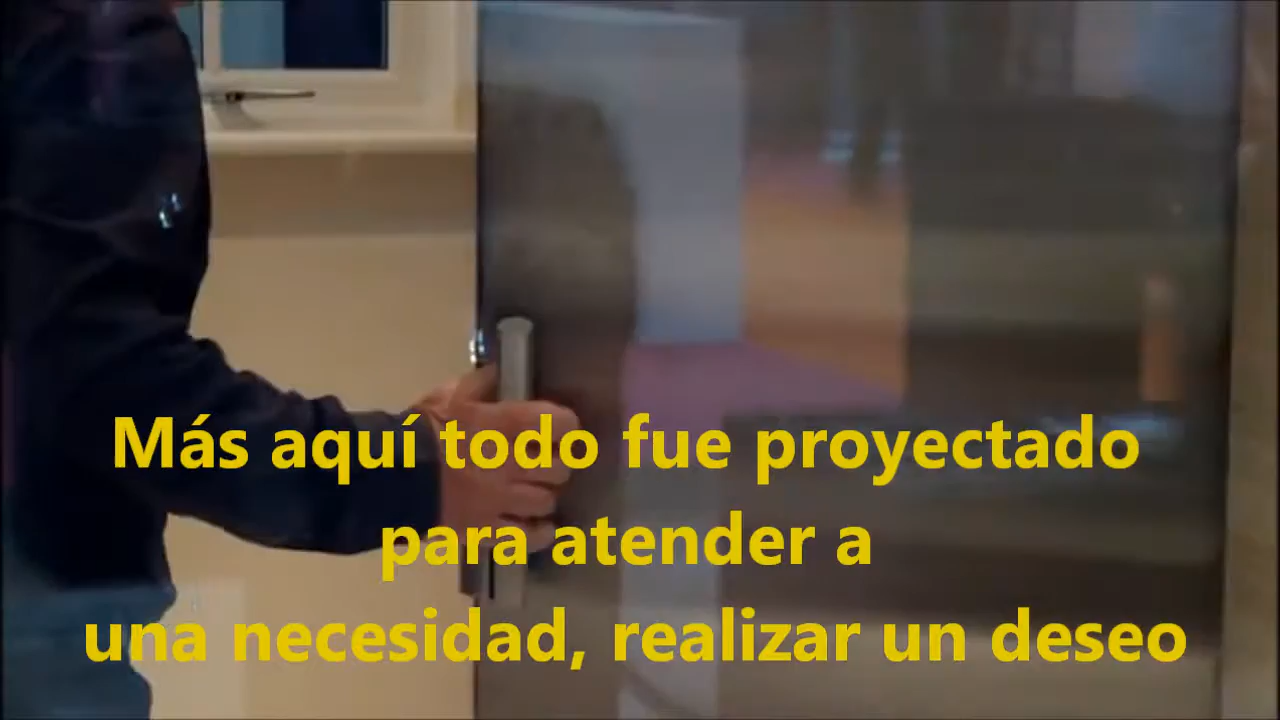 Más aquí todo fue proyectado
para atender a
una necesidad, realizar un deseo